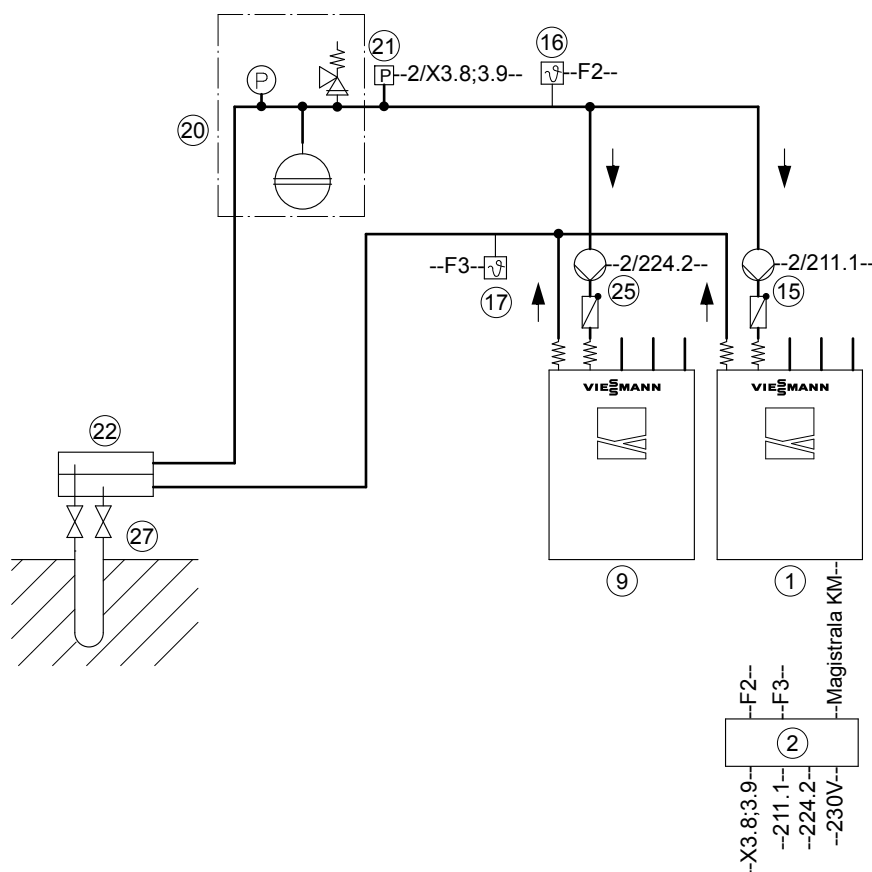 21
16
P
P--2/X3.8;3.9--
ϑ--F2--
20
--F3--ϑ
--2/224.2--
--2/211.1--
17
25
15
VIESMANN
VIESMANN
22
27
9
1
--F2--
--F3--
--Magistrala KM--
2
--X3.8;3.9--
--211.1--
--224.2--
--230V--